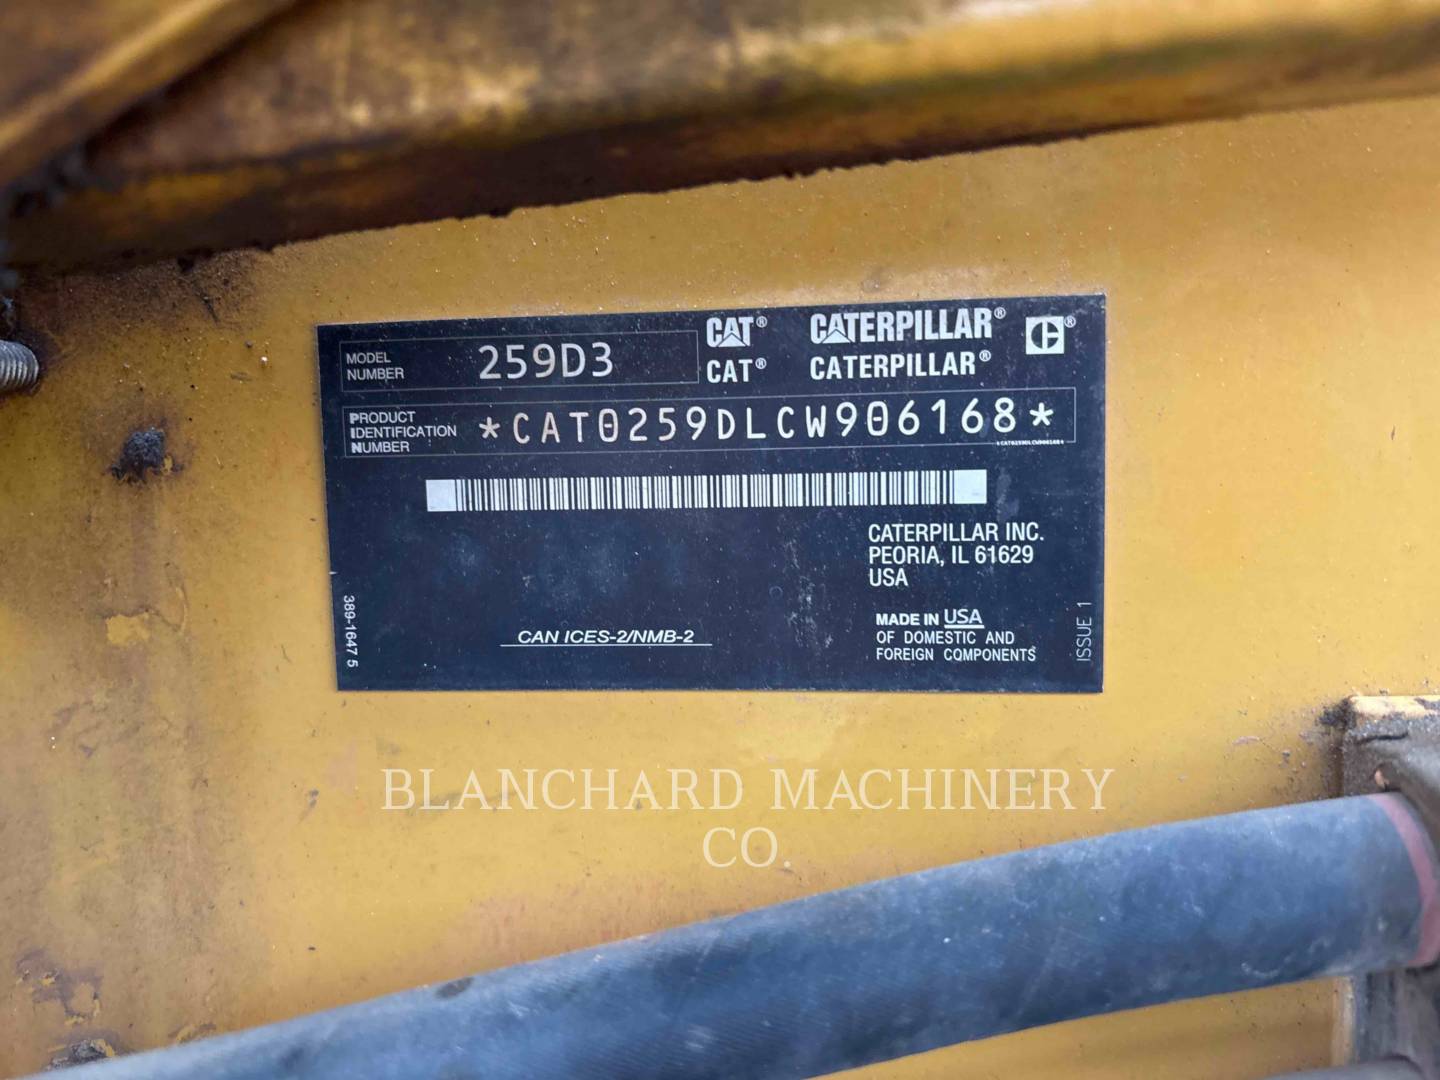 MODEL
NUMBER
259D3
CAT® CATERPILLAR® C®
CAT® CATERPILLAR®
PRODUCT
IDENTIFICATION
NUMBER
*CAT0259DLCW906168*
*CAT0259DLCW906168*
CATERPILLAR INC.
PEORIA, IL 61629
USA
MADE IN USA
OF DOMESTIC AND
FOREIGN COMPONENTS
CAN ICES-2/NMB-2
389-1647 5
ISSUE 1
BLANCHARD MACHINERY
CO.